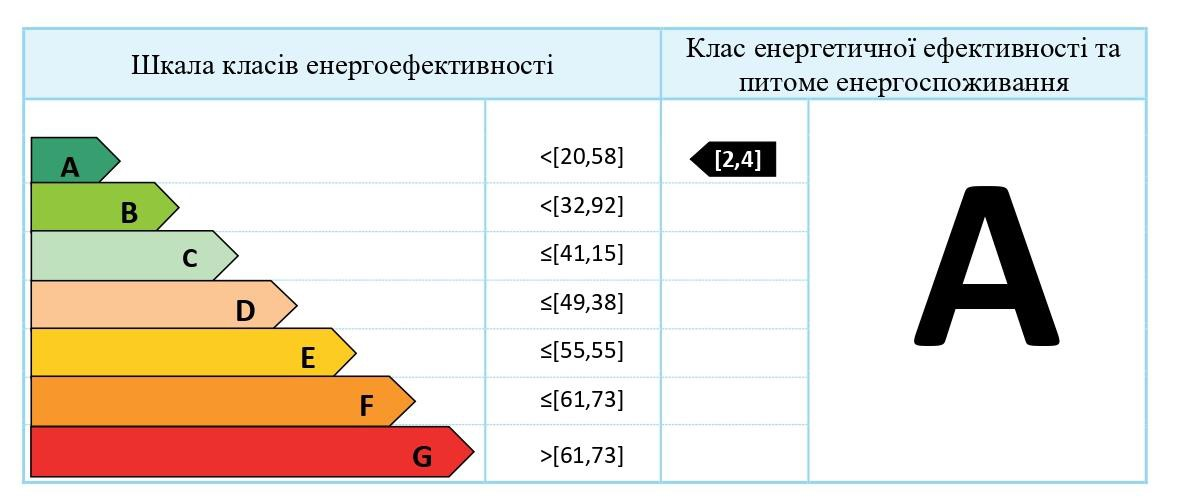 Шкала класів енергоефективності
Клас енергетичної ефективності та
питоме енергоспоживання
A
<[20,58]
[2,4]
B
<[32,92]
C
≤[41,15]
D
≤[49,38]
E
≤[55,55]
F
≤[61,73]
G
>[61,73]
A